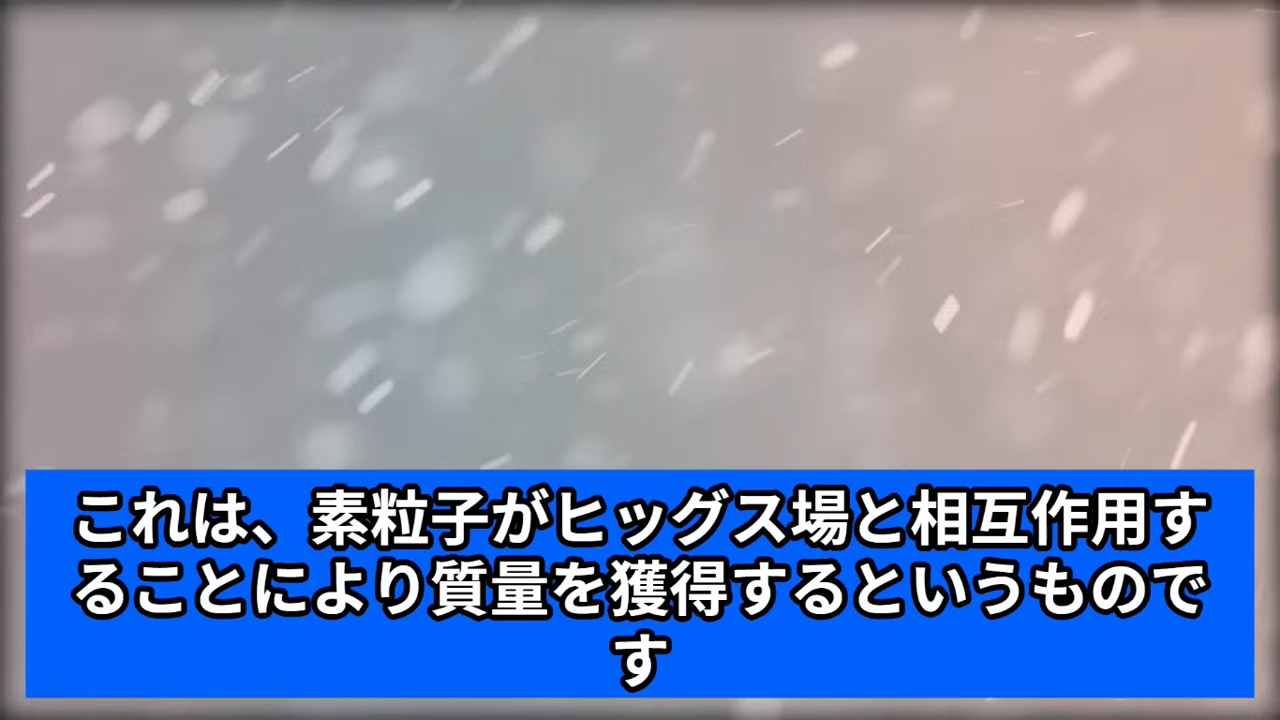 これは、素粒子がヒッグス場と相互作用す
ることにより質量を獲得するというもので
す